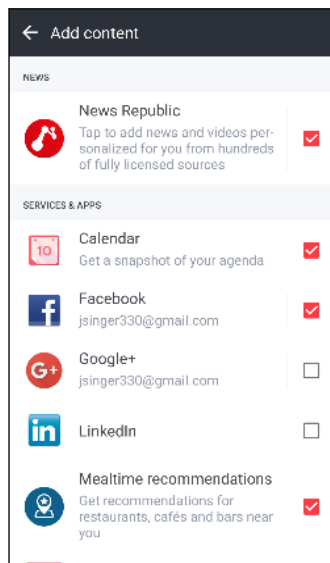 Add content
NEWS
News Republic
Tap to add news and videos per-
sonalized for you from hundreds
of fully licensed sources
SERVICES & APPS
10
Calendar
Get a snapshot of your agenda
f
Facebook
jsinger330@gmail.com
G+
Google+
jsinger330@gmail.com
in
LinkedIn
Mealtime recommendations
Get recommendations for
restaurants, cafés and bars near
you